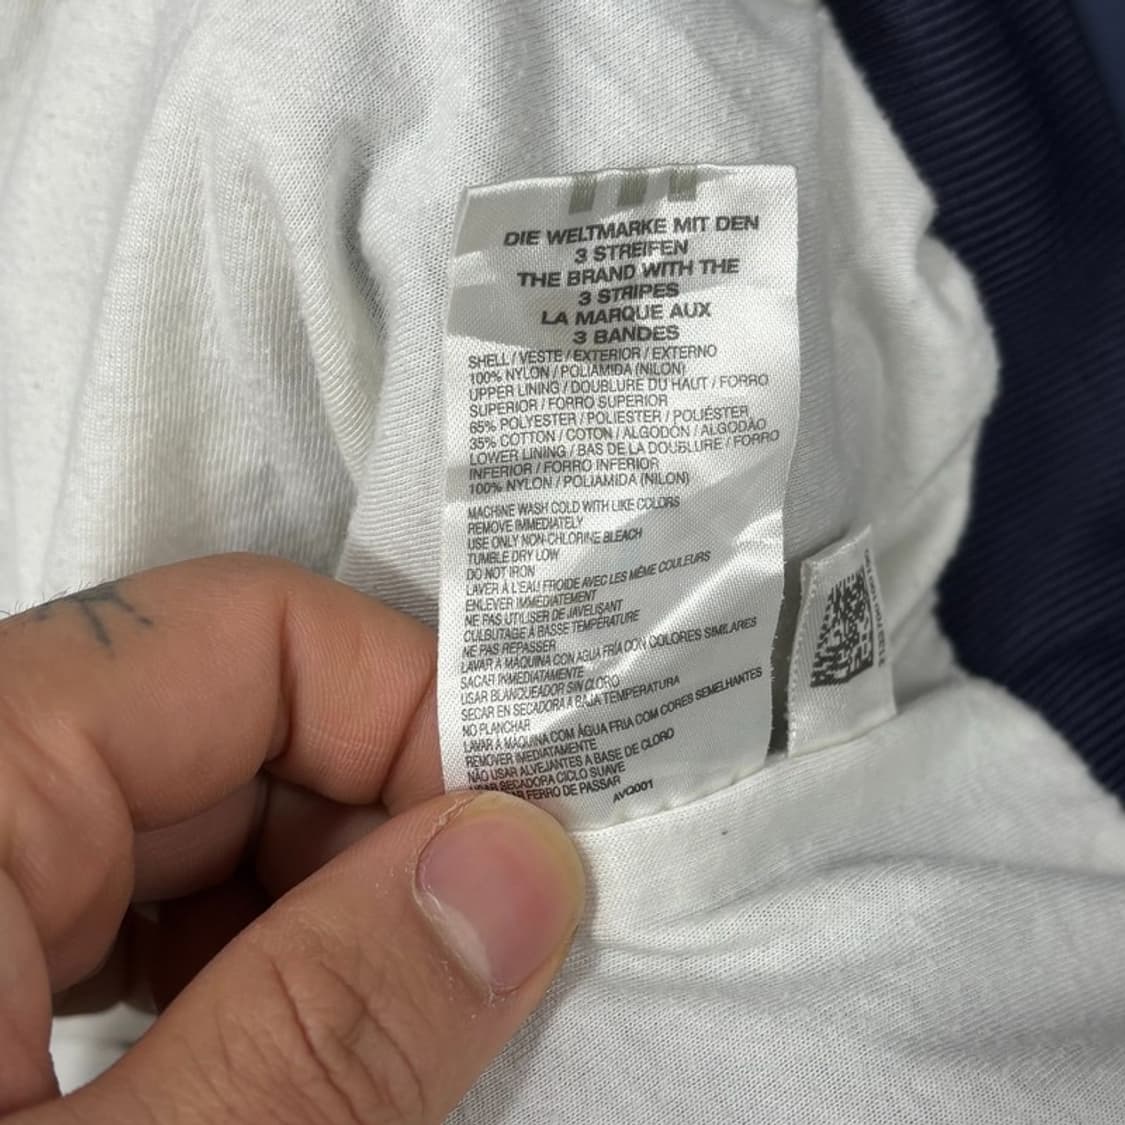 DIE WELTMARKE MIT DEN
3 STREIFEN
THE BRAND WITH THE
3 STRIPES
LA MARQUE AUX
3 BANDES
SHELL / VESTE / EXTERIOR / EXTERNO
100% NYLON / POLIAMIDA (NILON)
UPPER LINING / DOUBLURE DU HAUT / FORRO
SUPERIOR / FORRO SUPERIOR
65% POLYESTER / POLIESTER / POLIÉSTER
35% COTTON / COTON / ALGODÓN / ALGODÃO
LOWER LINING / BAS DE LA DOUBLURE / FORRO
INFERIOR / FORRO INFERIOR
100% NYLON / POLIAMIDA (NILON)
MACHINE WASH COLD WITH LIKE COLORS
REMOVE IMMEDIATELY
USE ONLY NON-CHLORINE BLEACH
TUMBLE DRY LOW
DO NOT IRON
LAVER À L'EAU FROIDE AVEC LES MÊME COULEURS
ENLEVER IMMEDIATEMENT
NE PAS UTILISER DE JAVELISANT
CULBUTAGE À BASSE TEMPÉRATURE
NE PAS REPASSER
LAVAR A MAQUINA CON AGUA FRÍA CON COLORES SIMILARES
SACAR INMEDIATAMENTE
USAR BLANQUEADOR SIN CLORO
SECAR EN SECADORA A BAJA TEMPERATURA
NO PLANCHAR
LAVAR A MAQUINA COM ÁGUA FRIA COM CORES SEMELHANTES
REMOVER IMEDIATAMENTE
NÃO USAR ALVEJANTES A BASE DE CLORO
USAR SECADORA CICLO SUAVE
FERRO DE PASSAR
AVQ001